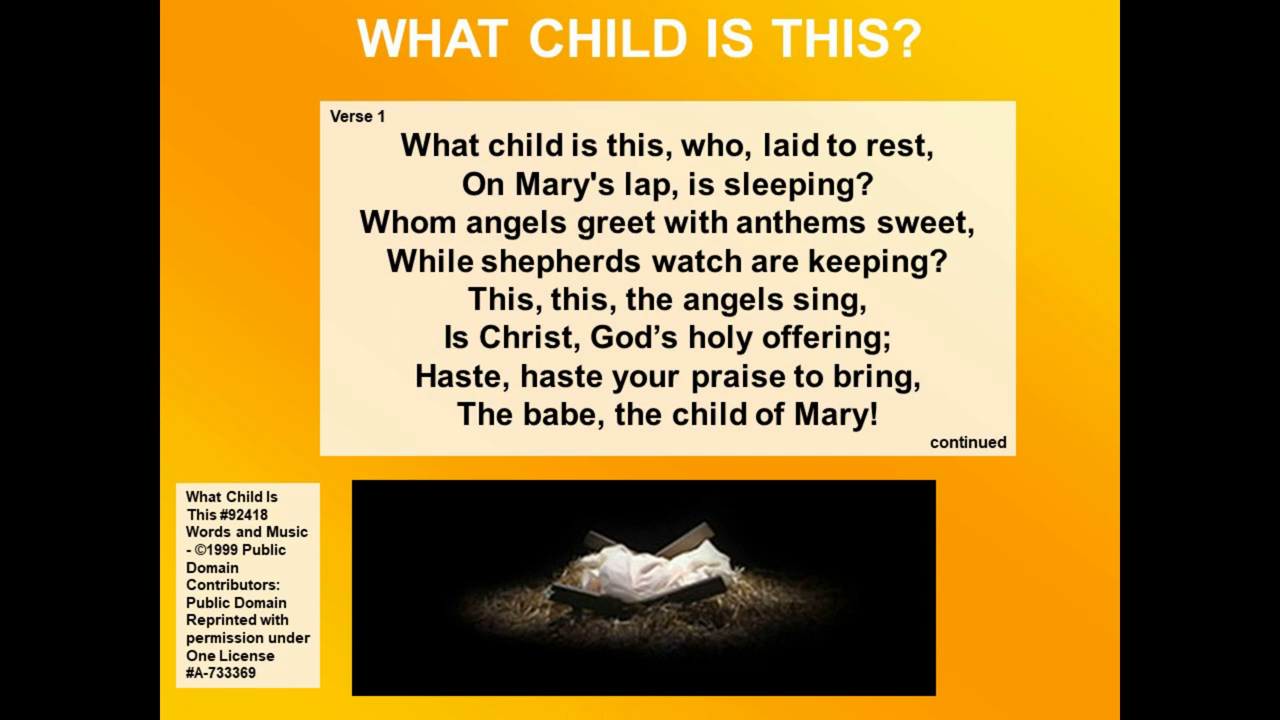 WHAT CHILD IS THIS?
Verse 1
What child is this, who, laid to rest,
On Mary's lap, is sleeping?
Whom angels greet with anthems sweet,
While shepherds watch are keeping?
This, this, the angels sing,
Is Christ, God’s holy offering;
Haste, haste your praise to bring,
The babe, the child of Mary!
continued
What Child Is
This #92418
Words and Music
- ©1999 Public
Domain
Contributors:
Public Domain
Reprinted with
permission under
One License
#A-733369